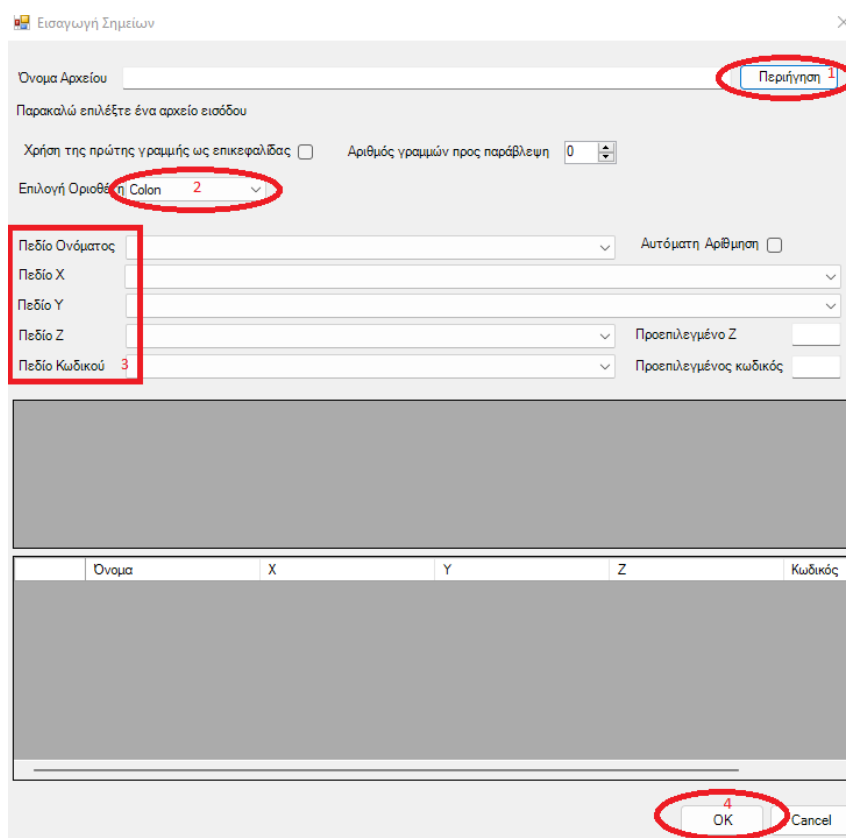 Εισαγωγή Σημείων
Όνομα Αρχείου Περιήγηση 1
Παρακαλώ επιλέξτε ένα αρχείο εισόδου
Χρήση της πρώτης γραμμής ως επικεφαλίδας Αριθμός γραμμών προς παράβλεψη 0
Επιλογή Οριοθέτη Colon 2
Πεδίο Ονόματος Αυτόματη Αρίθμηση
Πεδίο X
Πεδίο Y
Πεδίο Z Προεπιλεγμένο Z
Πεδίο Κωδικού 3 Προεπιλεγμένος κωδικός
Όνομα X Y Z Κωδικός
4
OK Cancel